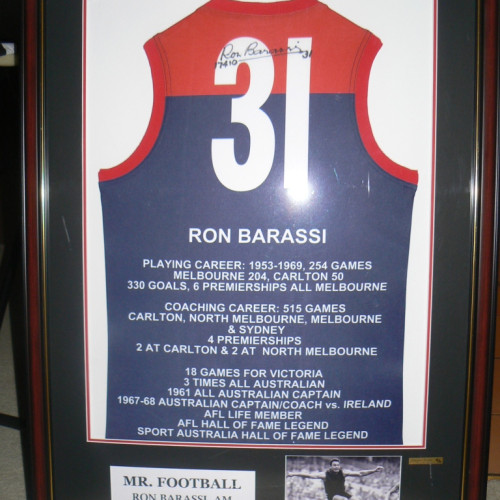 Ron Barassi
31
RON BARASSI
PLAYING CAREER: 1953-1969, 254 GAMES
MELBOURNE 204, CARLTON 50
330 GOALS, 6 PREMIERSHIPS ALL MELBOURNE
COACHING CAREER: 515 GAMES
CARLTON, NORTH MELBOURNE, MELBOURNE
& SYDNEY
4 PREMIERSHIPS
2 AT CARLTON & 2 AT NORTH MELBOURNE
18 GAMES FOR VICTORIA
3 TIMES ALL AUSTRALIAN
1961 ALL AUSTRALIAN CAPTAIN
1967-68 AUSTRALIAN CAPTAIN/COACH vs. IRELAND
AFL LIFE MEMBER
AFL HALL OF FAME LEGEND
SPORT AUSTRALIA HALL OF FAME LEGEND
MR. FOOTBALL
RON BARASSI, AM